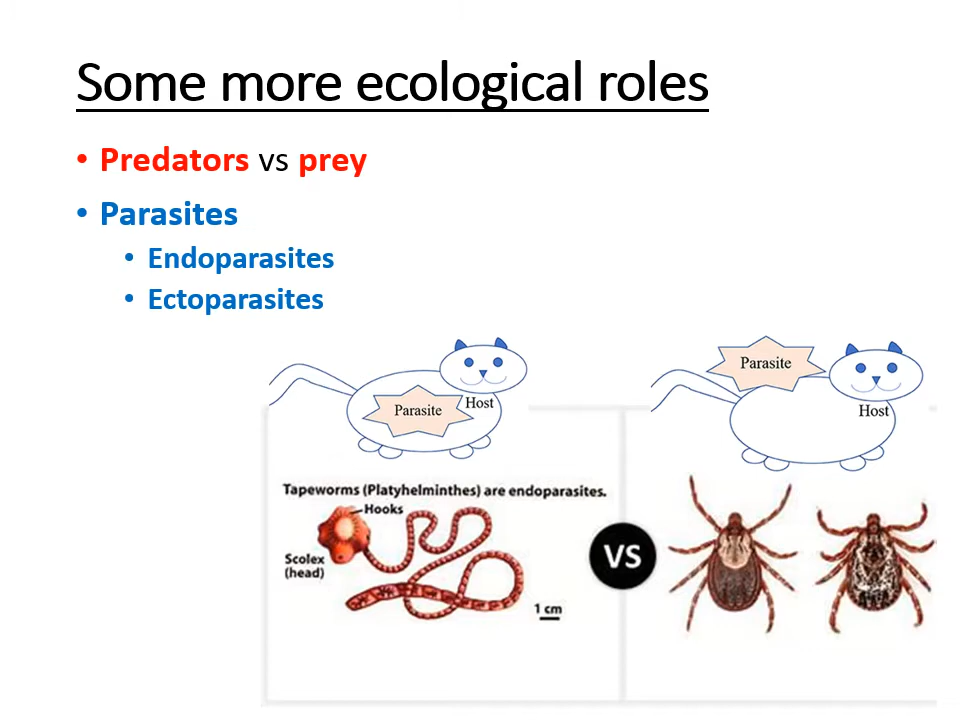 Some more ecological roles
• Predators vs prey
• Parasites
• Endoparasites
• Ectoparasites
Parasite
Host
Parasite
Host
Tapeworms (Platyhelminthes) are endoparasites.
Hooks
Scolex
(head)
1 cm
VS